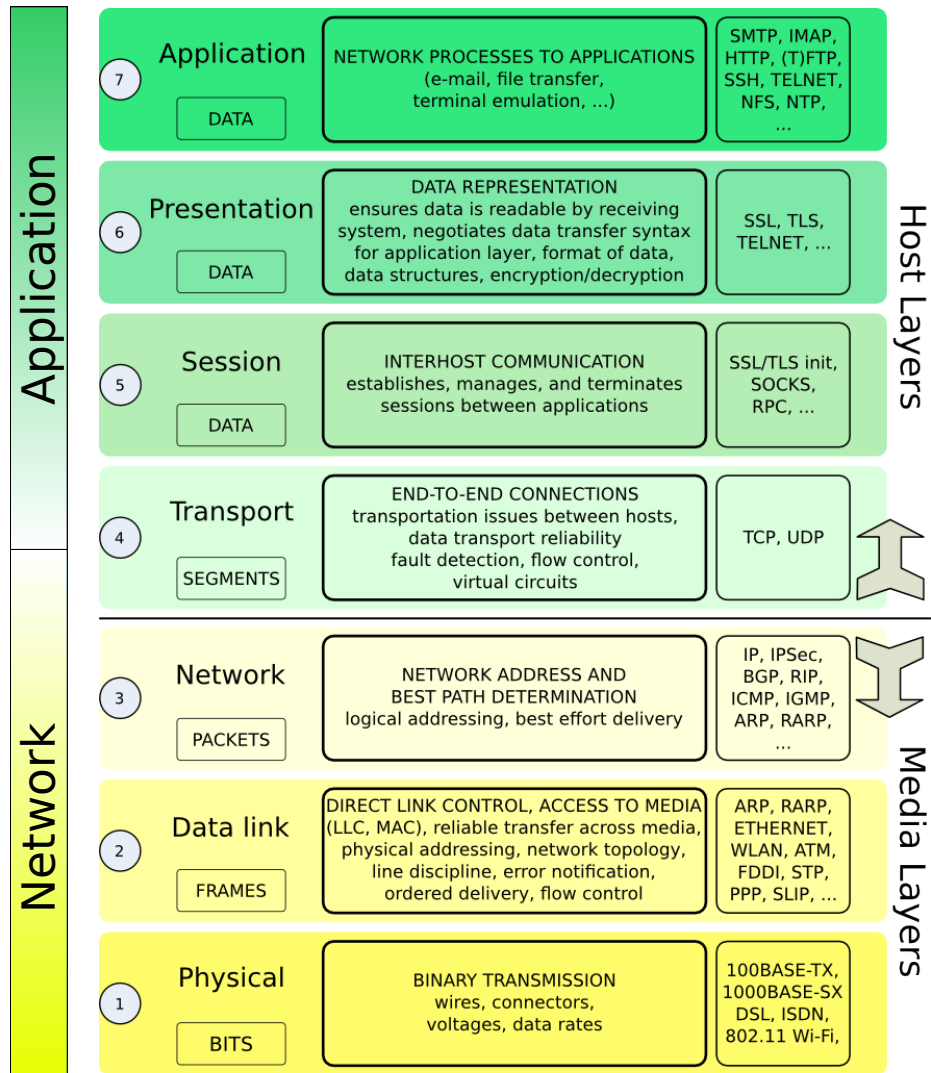 Application
Network
Host Layers
Media Layers
7
Application
DATA
NETWORK PROCESSES TO APPLICATIONS
(e-mail, file transfer,
terminal emulation, ...)
SMTP, IMAP,
HTTP, (T)FTP,
SSH, TELNET,
NFS, NTP,
...
6
Presentation
DATA
DATA REPRESENTATION
ensures data is readable by receiving
system, negotiates data transfer syntax
for application layer, format of data,
data structures, encryption/decryption
SSL, TLS,
TELNET, ...
5
Session
DATA
INTERHOST COMMUNICATION
establishes, manages, and terminates
sessions between applications
SSL/TLS init,
SOCKS,
RPC, ...
4
Transport
SEGMENTS
END-TO-END CONNECTIONS
transportation issues between hosts,
data transport reliability
fault detection, flow control,
virtual circuits
TCP, UDP
3
Network
PACKETS
NETWORK ADDRESS AND
BEST PATH DETERMINATION
logical addressing, best effort delivery
IP, IPSec,
BGP, RIP,
ICMP, IGMP,
ARP, RARP,
...
2
Data link
FRAMES
DIRECT LINK CONTROL, ACCESS TO MEDIA
(LLC, MAC), reliable transfer across media,
physical addressing, network topology,
line discipline, error notification,
ordered delivery, flow control
ARP, RARP,
ETHERNET,
WLAN, ATM,
FDDI, STP,
PPP, SLIP, ...
1
Physical
BITS
BINARY TRANSMISSION
wires, connectors,
voltages, data rates
100BASE-TX,
1000BASE-SX
DSL, ISDN,
802.11 Wi-Fi,